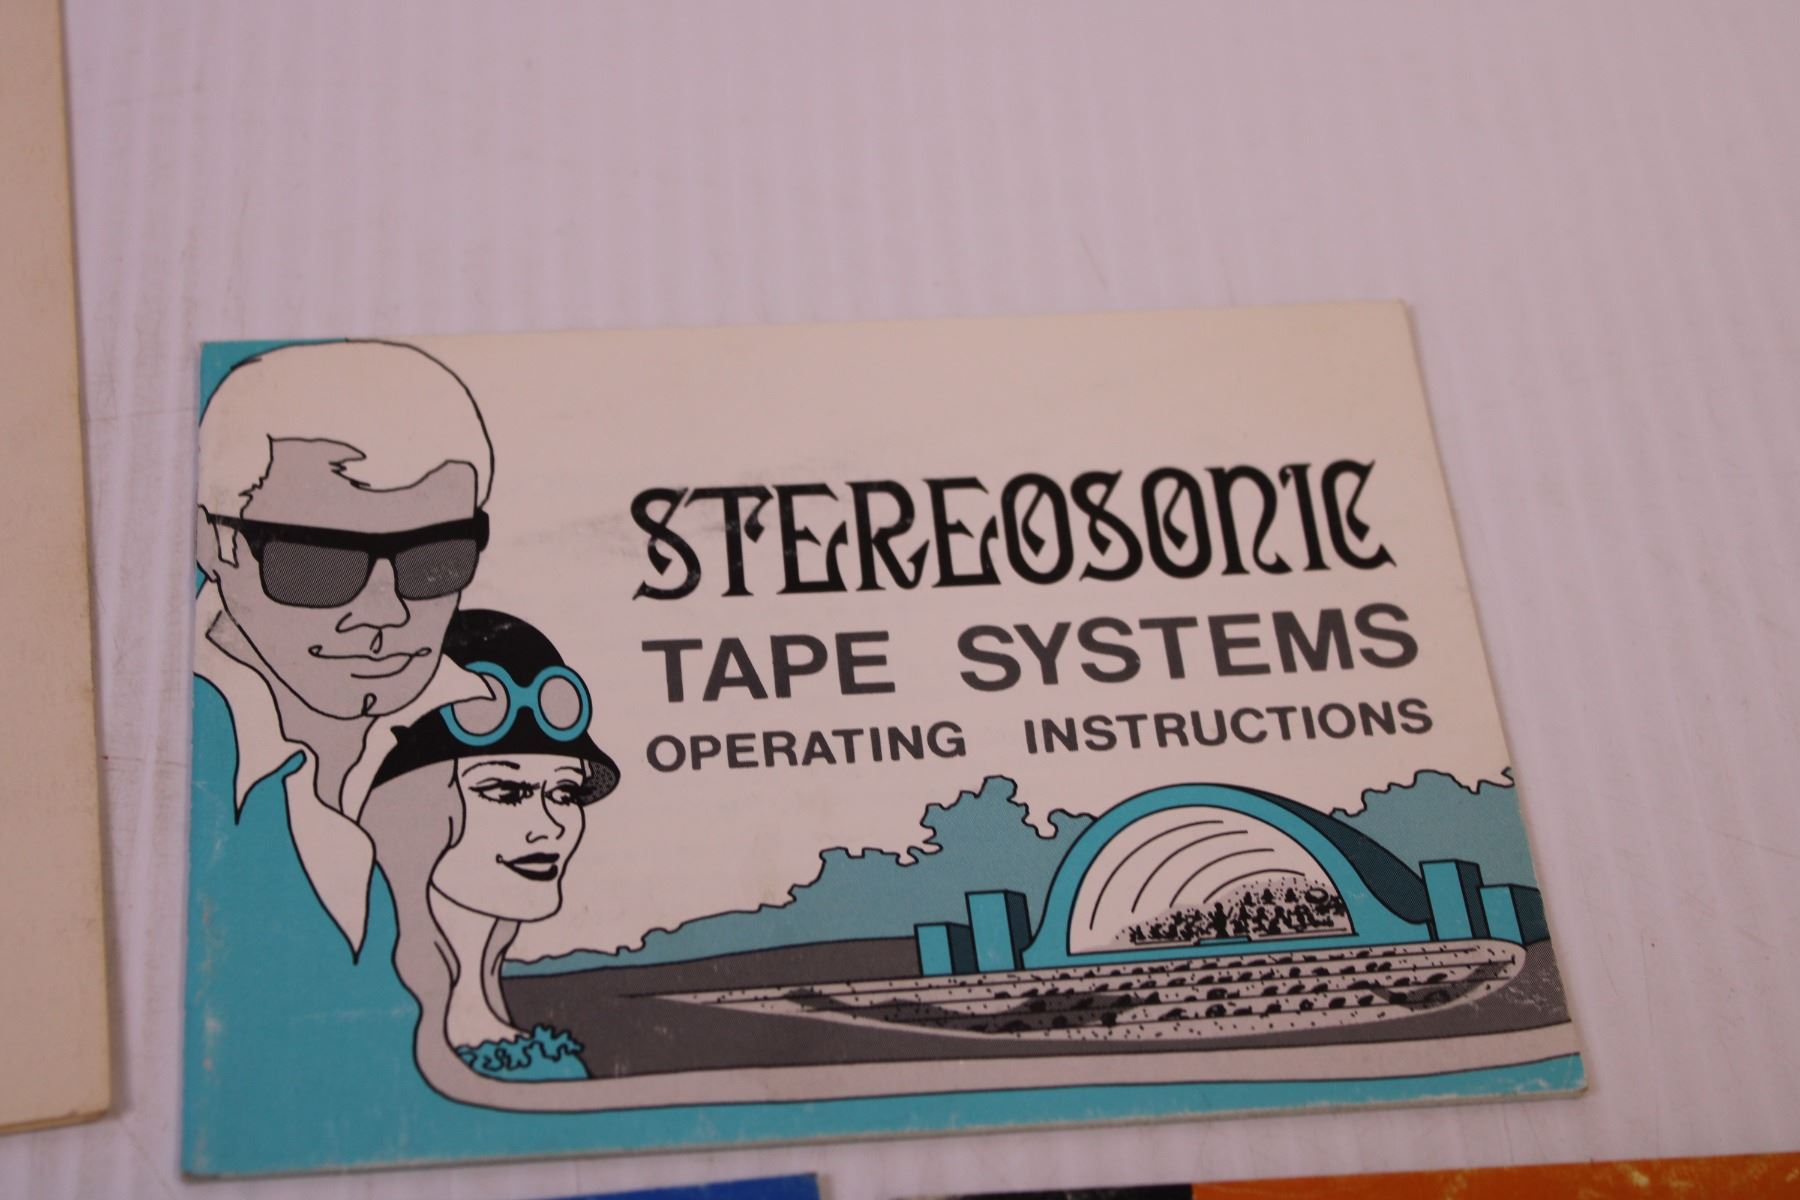 STEREOSONIC
TAPE SYSTEMS
OPERATING INSTRUCTIONS